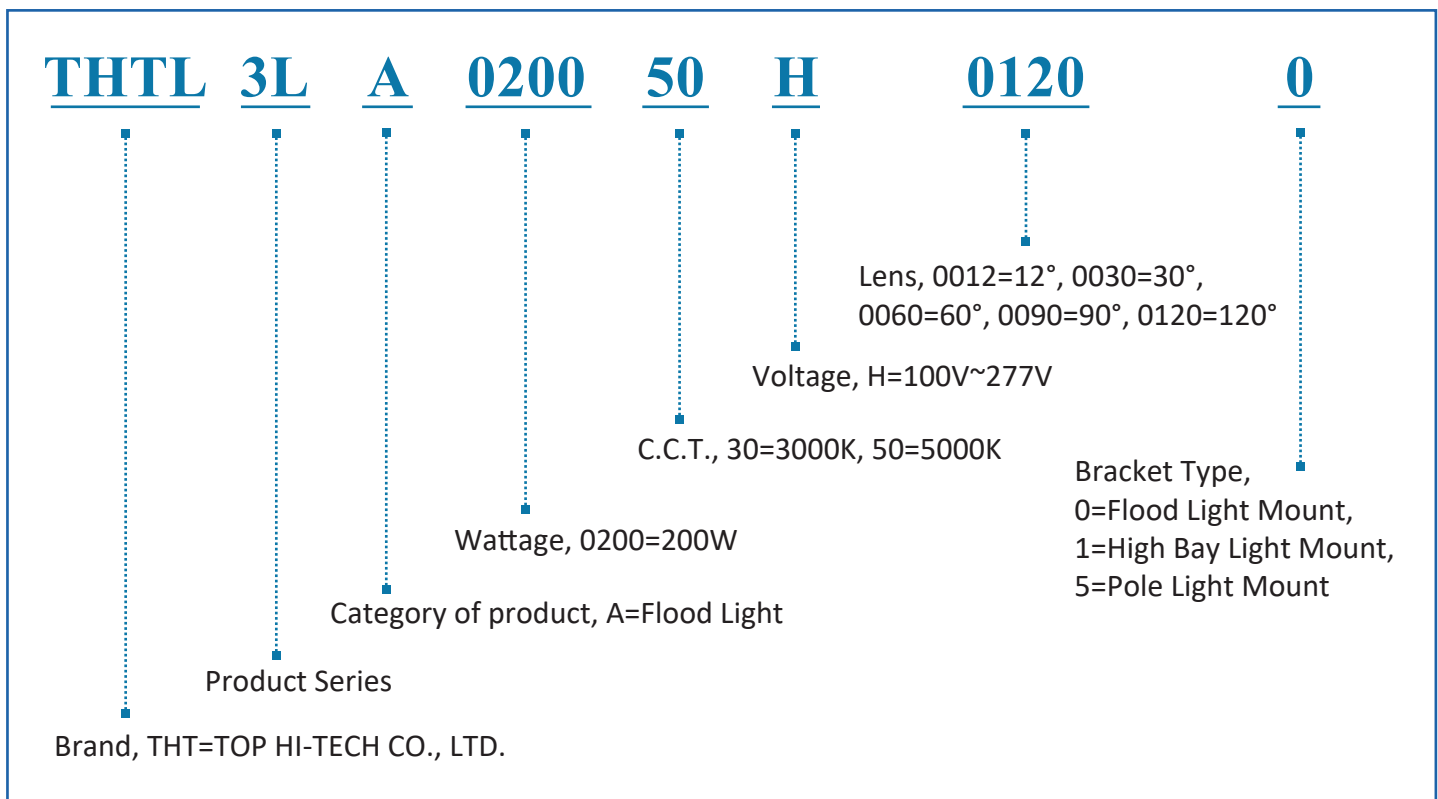 THTL 3L A 0200 50 H 0120 0
Lens, 0012=12°, 0030=30°,
0060=60°, 0090=90°, 0120=120°
Voltage, H=100V~277V
C.C.T., 30=3000K, 50=5000K
Bracket Type,
0=Flood Light Mount,
1=High Bay Light Mount,
5=Pole Light Mount
Wattage, 0200=200W
Category of product, A=Flood Light
Product Series
Brand, THT=TOP HI-TECH CO., LTD.